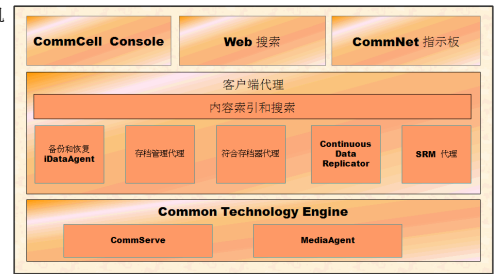 CommCell Console
Web 搜索
CommNet 指示板
客户端代理
内容索引和搜索
备份和恢复
iDataAgent
存档管理代理
符合存档器代理
Continuous
Data
Replicator
SRM 代理
Common Technology Engine
CommServe
MediaAgent